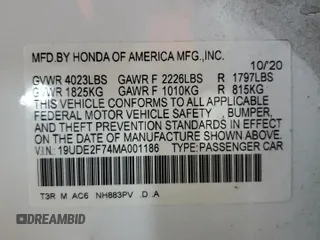 MFD.BY HONDA OF AMERICA MFG.,INC.
10/20
GVWR 4023LBS GAWR F 2226LBS R 1797LBS
GVWR 1825KG GAWR F 1010KG R 815KG
THIS VEHICLE CONFORMS TO ALL APPLICABLE
FEDERAL MOTOR VEHICLE SAFETY, BUMPER,
AND THEFT PREVENTION STANDARDS IN EFFECT ON
THE DATE OF MANUFACTURE SHOWN ABOVE.
V.I.N: 19UDE2F74MA001186 TYPE:PASSENGER CAR
T3R M AC6 NH883PV .D .A
DREAMBID